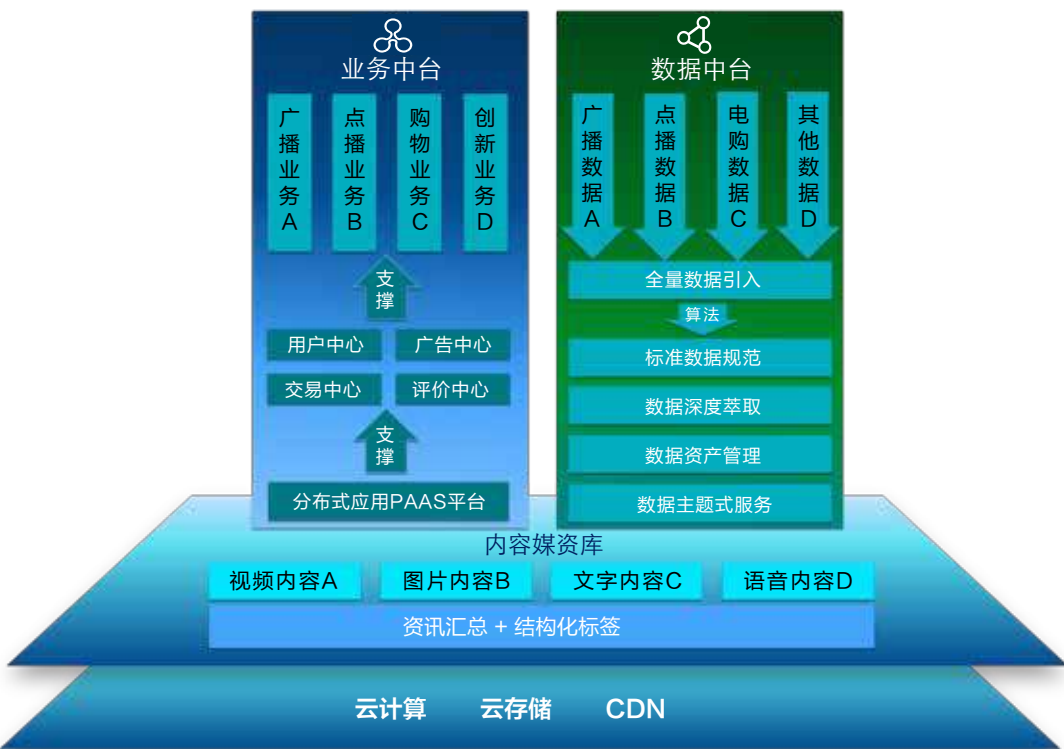 业务中台
广播业务A
点播业务B
购物业务C
创新业务D
支撑
用户中心
广告中心
交易中心
评价中心
支撑
分布式应用PAAS平台
数据中台
广播数据A
点播数据B
电购数据C
其他数据D
全量数据引入
算法
标准数据规范
数据深度萃取
数据资产管理
数据主题式服务
内容媒资库
视频内容A
图片内容B
文字内容C
语音内容D
资讯汇总 + 结构化标签
云计算
云存储
CDN